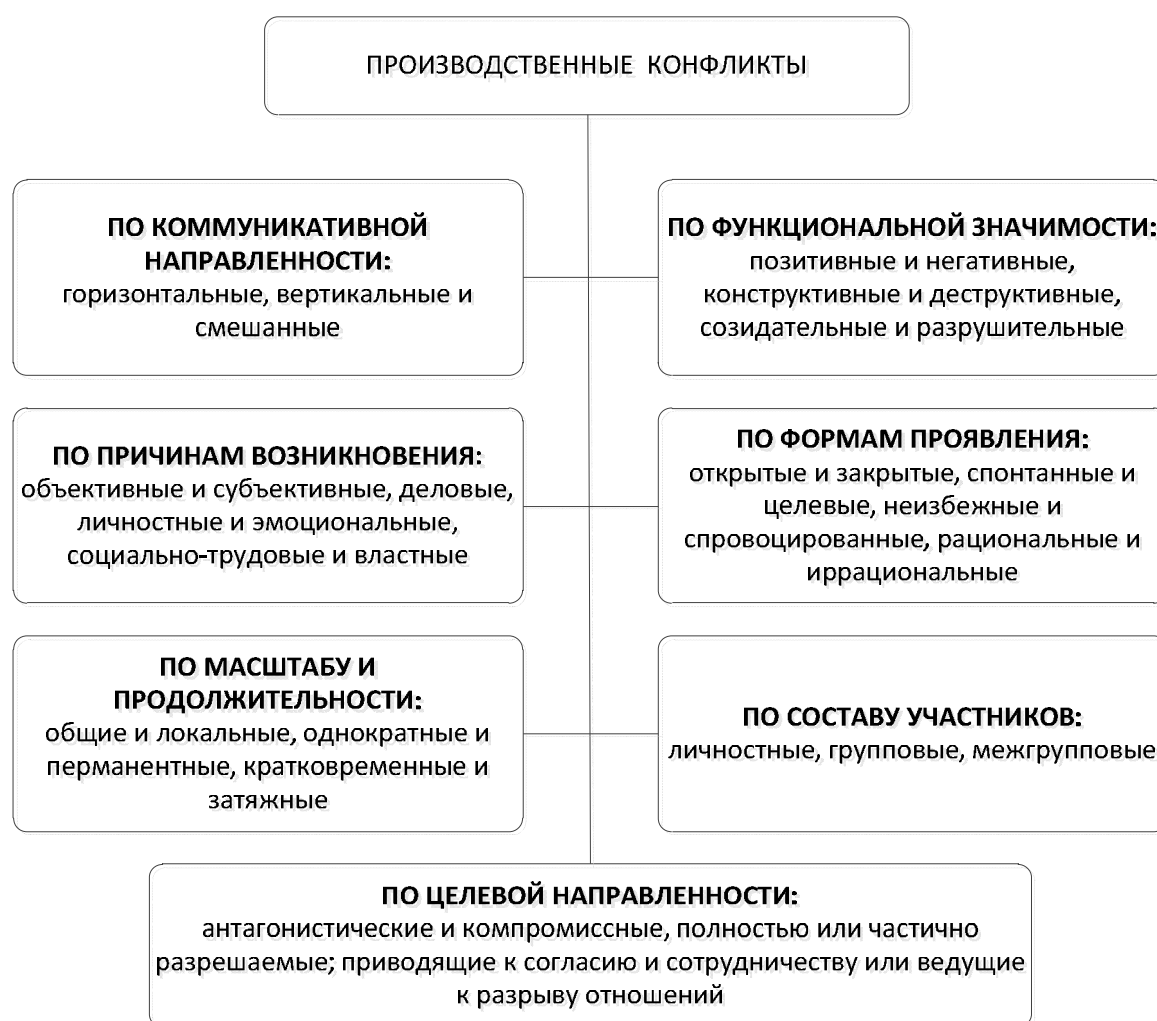 ПРОИЗВОДСТВЕННЫЕ КОНФЛИКТЫ
ПО КОММУНИКАТИВНОЙ
НАПРАВЛЕННОСТИ:
горизонтальные, вертикальные и
смешанные
ПО ФУНКЦИОНАЛЬНОЙ ЗНАЧИМОСТИ:
позитивные и негативные,
конструктивные и деструктивные,
созидательные и разрушительные
ПО ПРИЧИНАМ ВОЗНИКНОВЕНИЯ:
объективные и субъективные, деловые,
личностные и эмоциональные,
социально-трудовые и властные
ПО ФОРМАМ ПРОЯВЛЕНИЯ:
открытые и закрытые, спонтанные и
целевые, неизбежные и
спровоцированные, рациональные и
иррациональные
ПО МАСШТАБУ И
ПРОДОЛЖИТЕЛЬНОСТИ:
общие и локальные, однократные и
перманентные, кратковременные и
затяжные
ПО СОСТАВУ УЧАСТНИКОВ:
личностные, групповые, межгрупповые
ПО ЦЕЛЕВОЙ НАПРАВЛЕННОСТИ:
антагонистические и компромиссные, полностью или частично
разрешаемые; приводящие к согласию и сотрудничеству или ведущие
к разрыву отношений